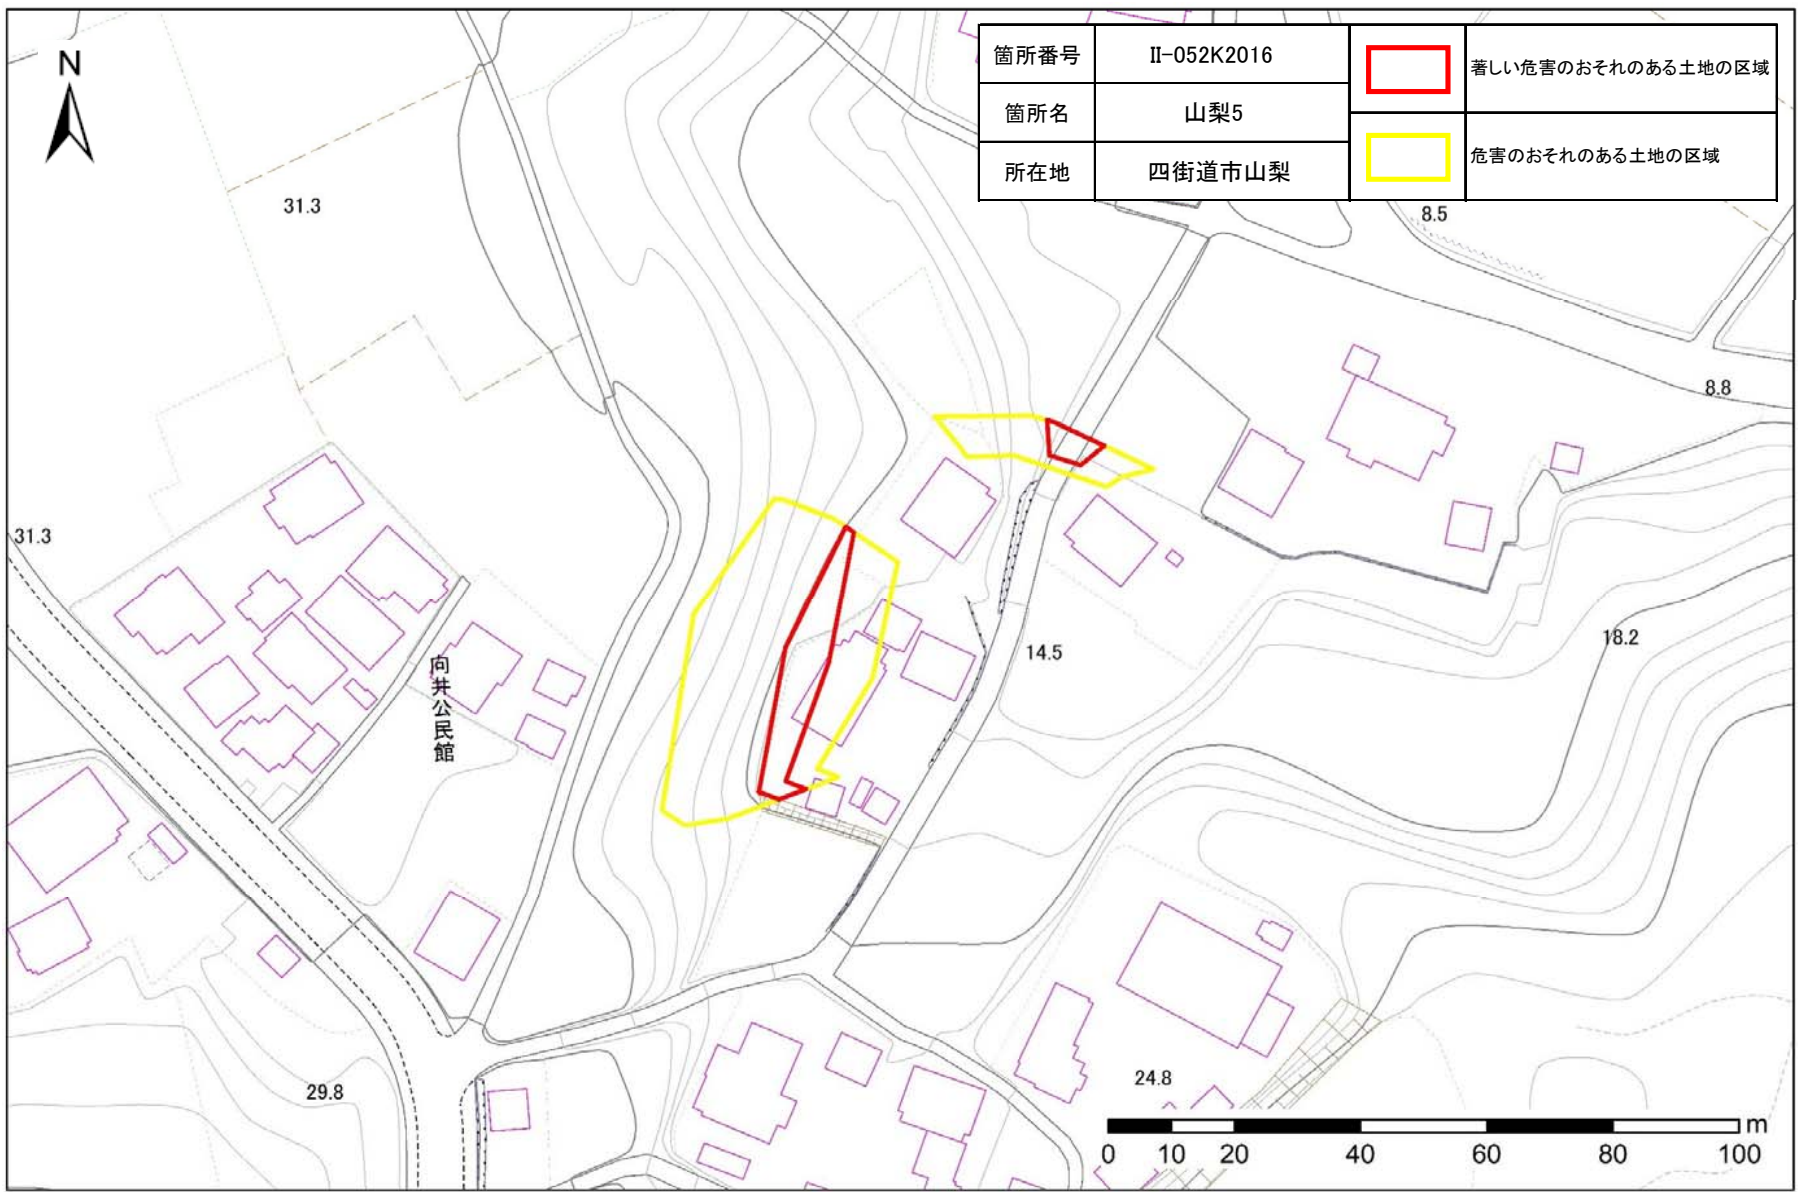 N
箇所番号 II-052K2016
箇所名 山梨5
所在地 四街道市山梨
著しい危害のおそれのある土地の区域
危害のおそれのある土地の区域
31.3
8.5
8.8
31.3
18.2
14.5
向井公民館
29.8
24.8
m
0 10 20 40 60 80 100